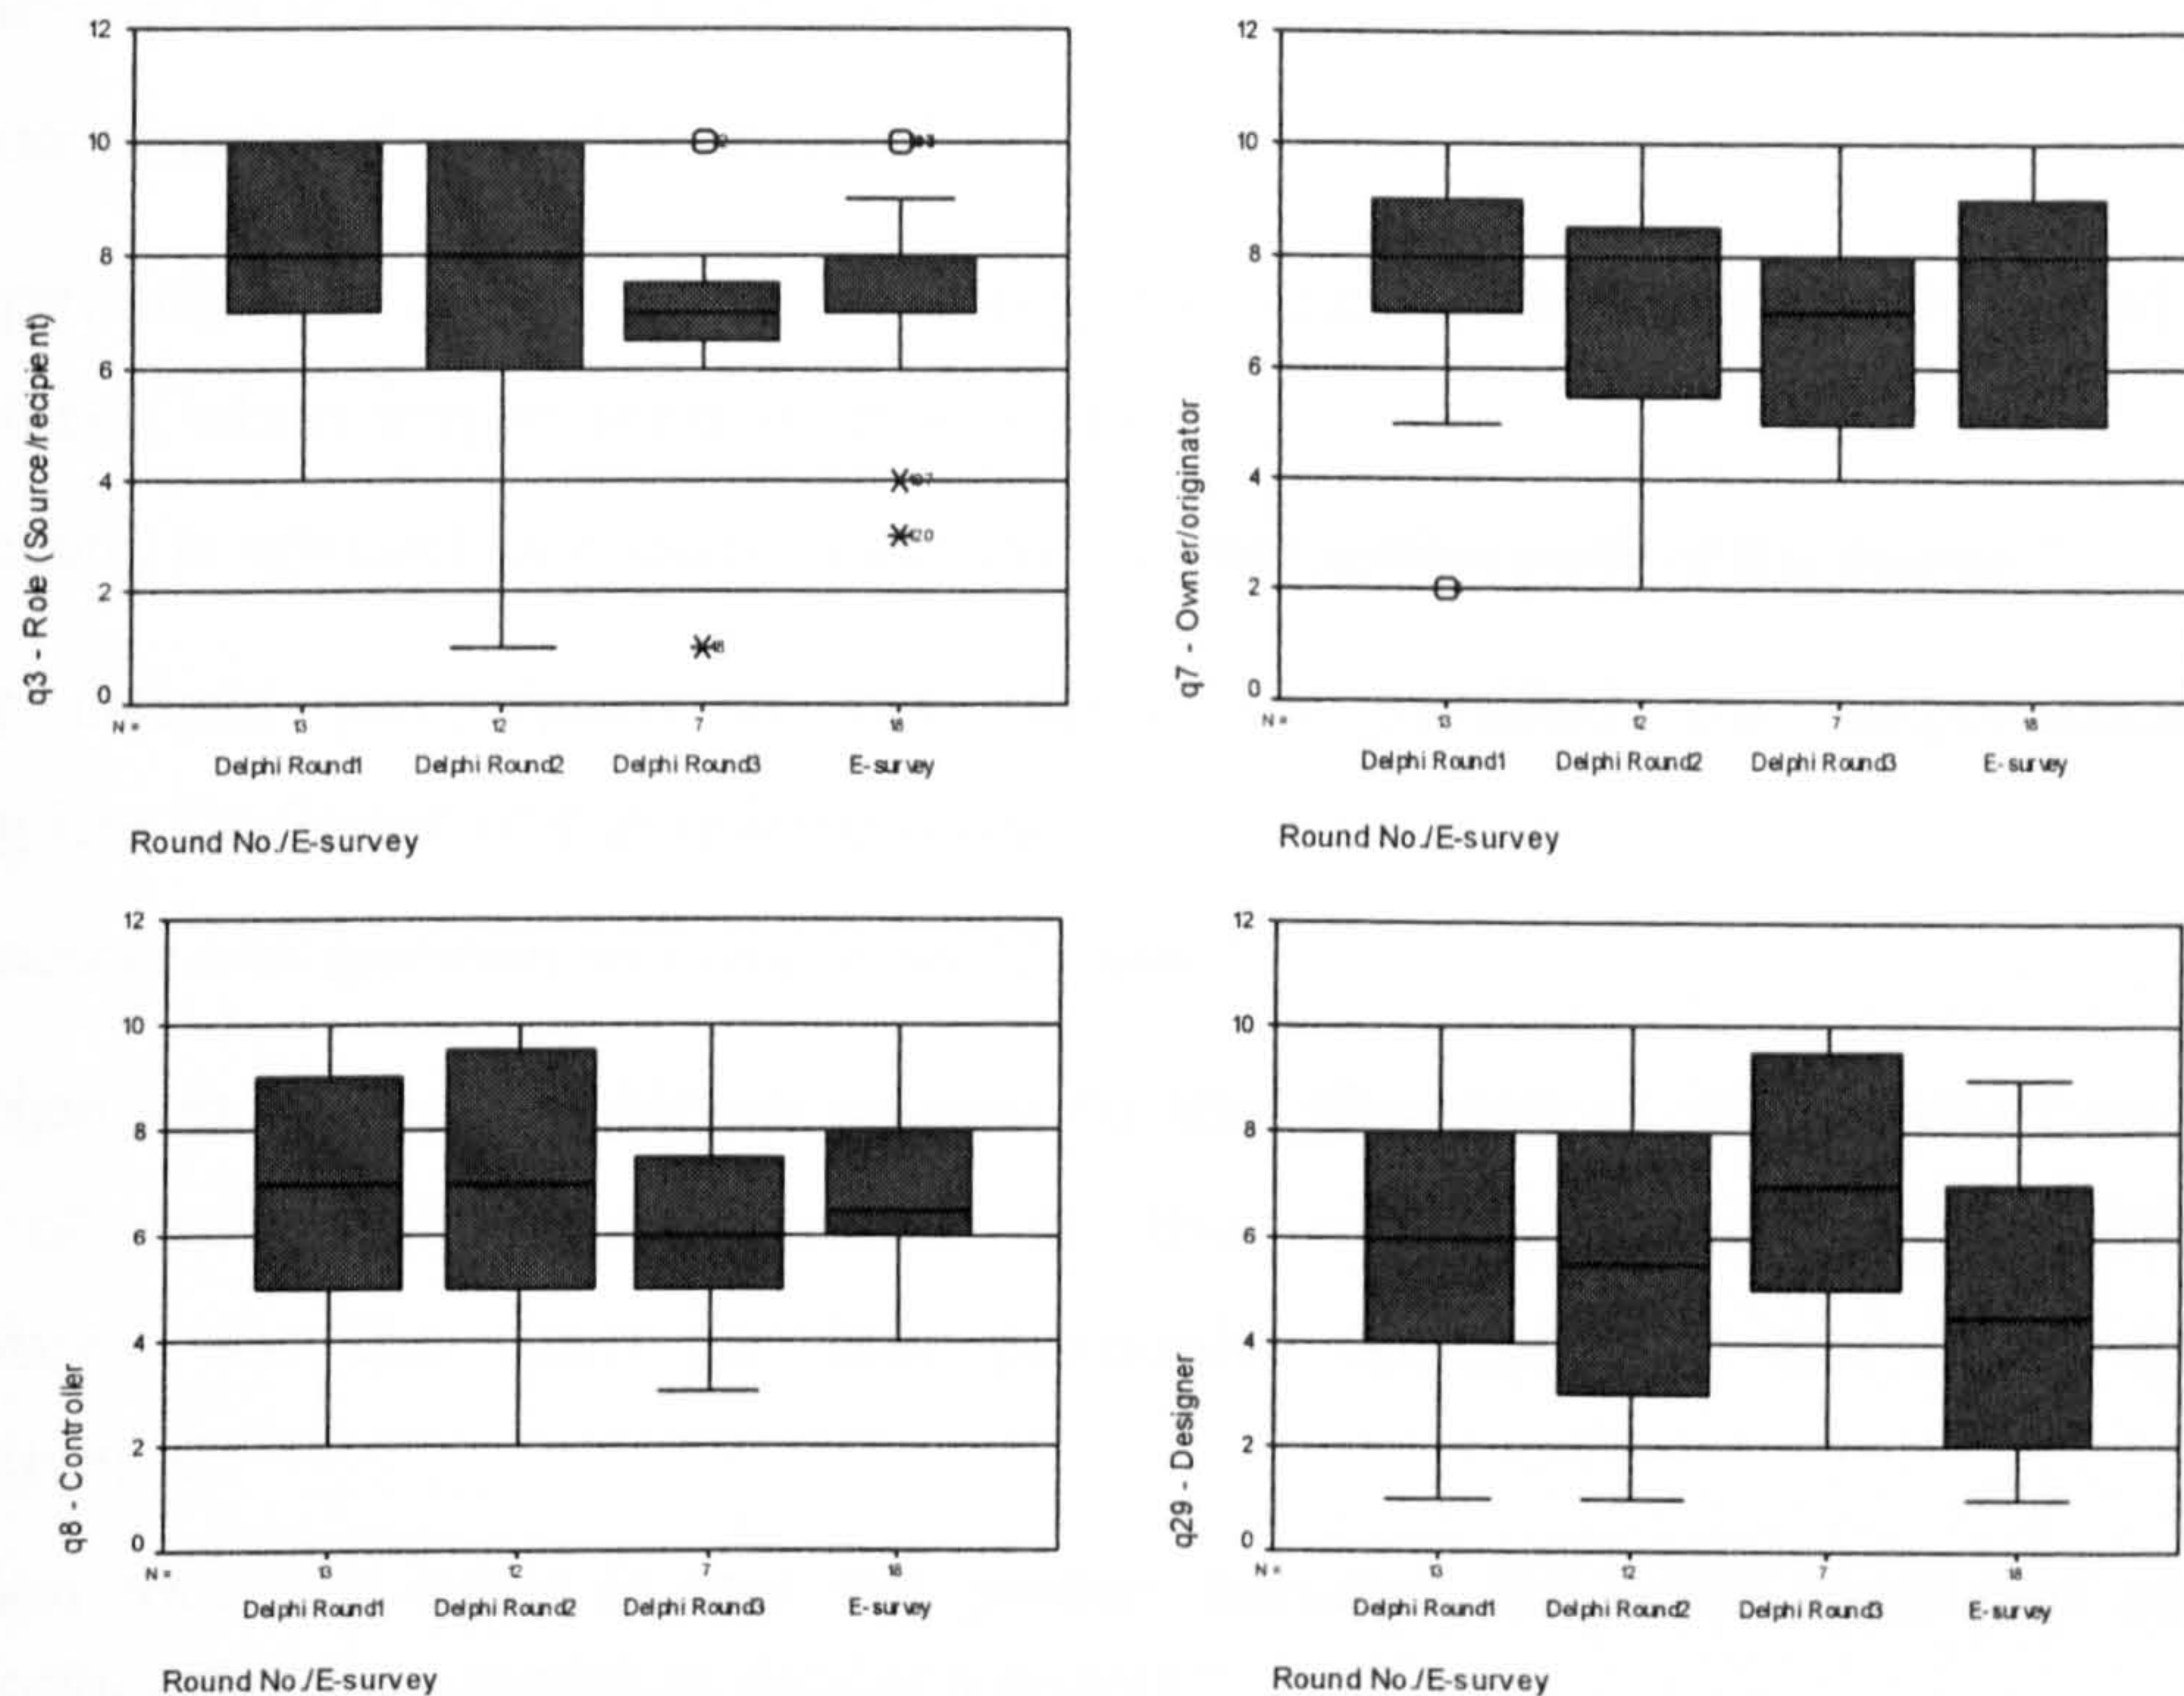 q3 - Role (Source/recipient)
12
10
8
6
4
2
0
N =
13
12
7
18
Delphi Round1
Delphi Round2
Delphi Round3
E-survey
Round No./E-survey
q7 - Owner/originator
12
10
8
6
4
2
0
N =
13
12
7
18
Delphi Round1
Delphi Round2
Delphi Round3
E-survey
Round No./E-survey
q8 - Controller
12
10
8
6
4
2
0
N =
13
12
7
18
Delphi Round1
Delphi Round2
Delphi Round3
E-survey
Round No./E-survey
q29 - Designer
12
10
8
6
4
2
0
N =
13
12
7
18
Delphi Round1
Delphi Round2
Delphi Round3
E-survey
Round No./E-survey